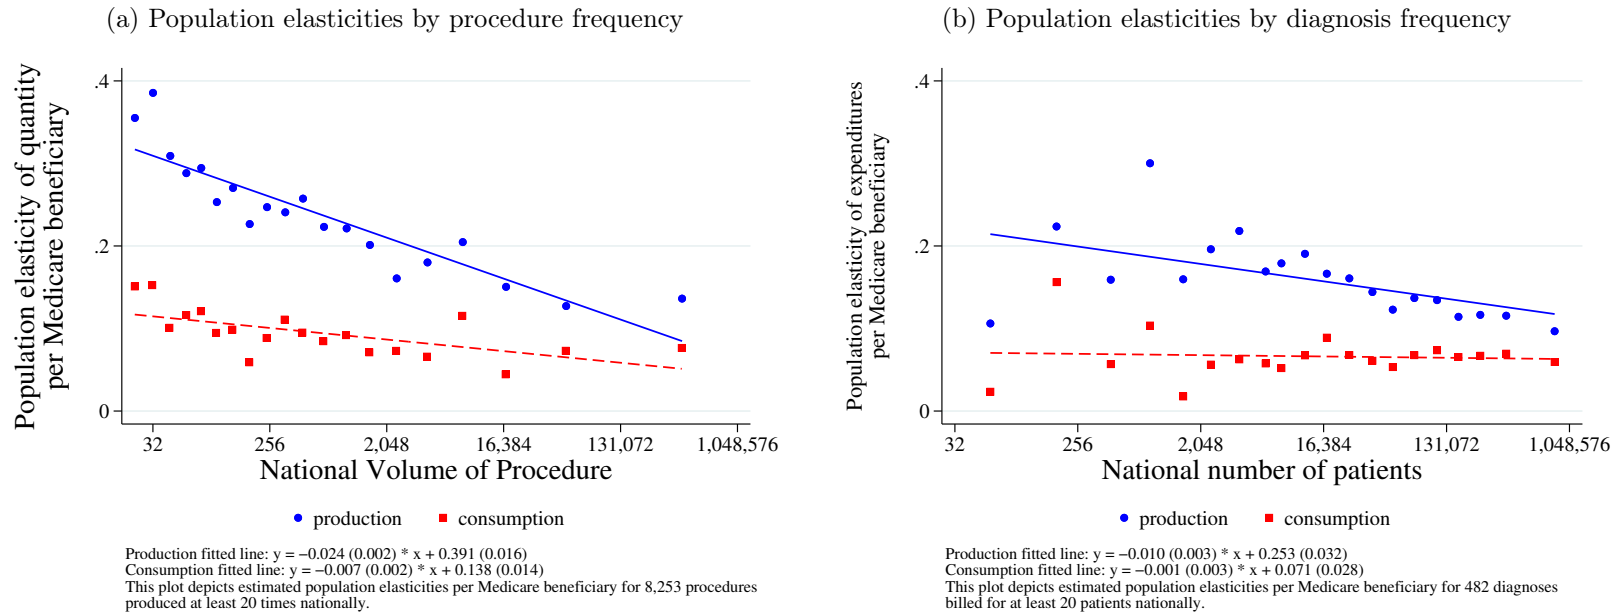 (a) Population elasticities by procedure frequency
Population elasticity of quantity
per Medicare beneficiary
.4
.2
0
32
256
2,048
16,384
131,072
1,048,576
National Volume of Procedure
production
consumption
Production fitted line: y = −0.024 (0.002) * x + 0.391 (0.016)
Consumption fitted line: y = −0.007 (0.002) * x + 0.138 (0.014)
This plot depicts estimated population elasticities per Medicare beneficiary for 8,253 procedures
produced at least 20 times nationally.
(b) Population elasticities by diagnosis frequency
Population elasticity of expenditures
per Medicare beneficiary
.4
.2
0
32
256
2,048
16,384
131,072
1,048,576
National number of patients
production
consumption
Production fitted line: y = −0.010 (0.003) * x + 0.253 (0.032)
Consumption fitted line: y = −0.001 (0.003) * x + 0.071 (0.028)
This plot depicts estimated population elasticities per Medicare beneficiary for 482 diagnoses
billed for at least 20 patients nationally.